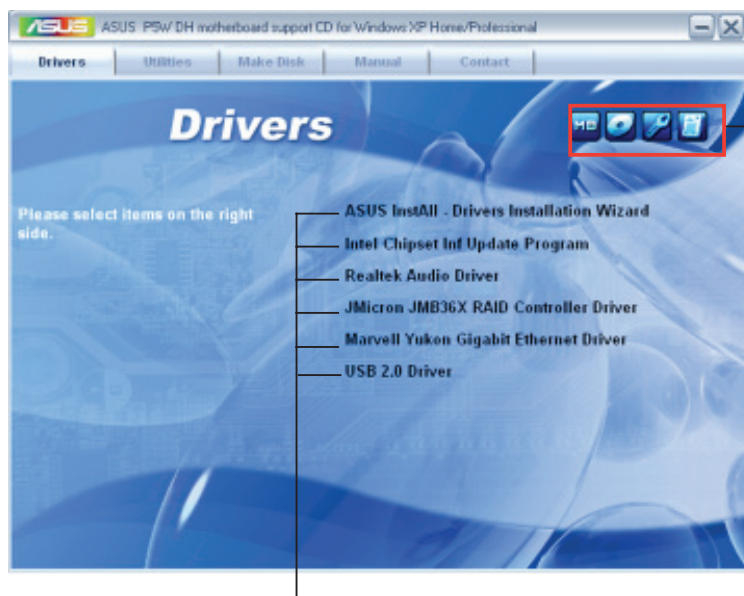 ASUS ASUS P5W DH motherboard support CD for Windows XP Home/Professional
Drivers Utilities Make Disk Manual Contact
Drivers
MB
Please select items on the right
side.
ASUS InstAll - Drivers Installation Wizard
Intel Chipset Inf Update Program
Realtek Audio Driver
JMicron JMB36X RAID Controller Driver
Marvell Yukon Gigabit Ethernet Driver
USB 2.0 Driver